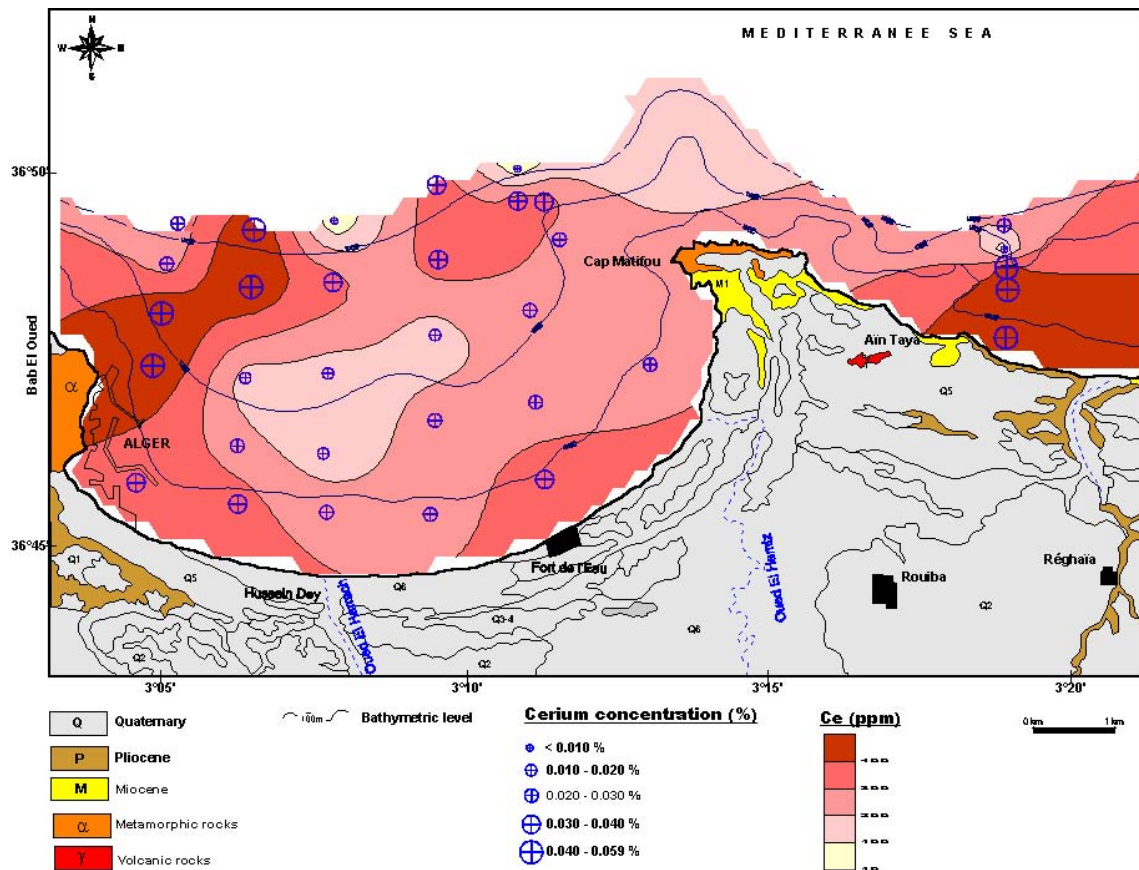 N
W
MEDITERRANEE SEA
36°50'
Cap Matifou
M1
Bab El Oued
α
Aïn Taya
Q5
ALGER
36°45'
Q1
Q5
Hussein Dey
Q6
Fort de l'Eau
Rouiba
Réghaïa
Oued El Hamiz
Q3-4
Q6
Q2
Q2
Q2
3°05'
3°10'
3°15'
3°20'
Q Quaternary
P Pliocene
M Miocene
α Metamorphic rocks
γ Volcanic rocks
100m Bathymetric level
Cerium concentration (%)
< 0.010 %
0.010 - 0.020 %
0.020 - 0.030 %
0.030 - 0.040 %
0.040 - 0.059 %
Ce (ppm)
0 km 1 km